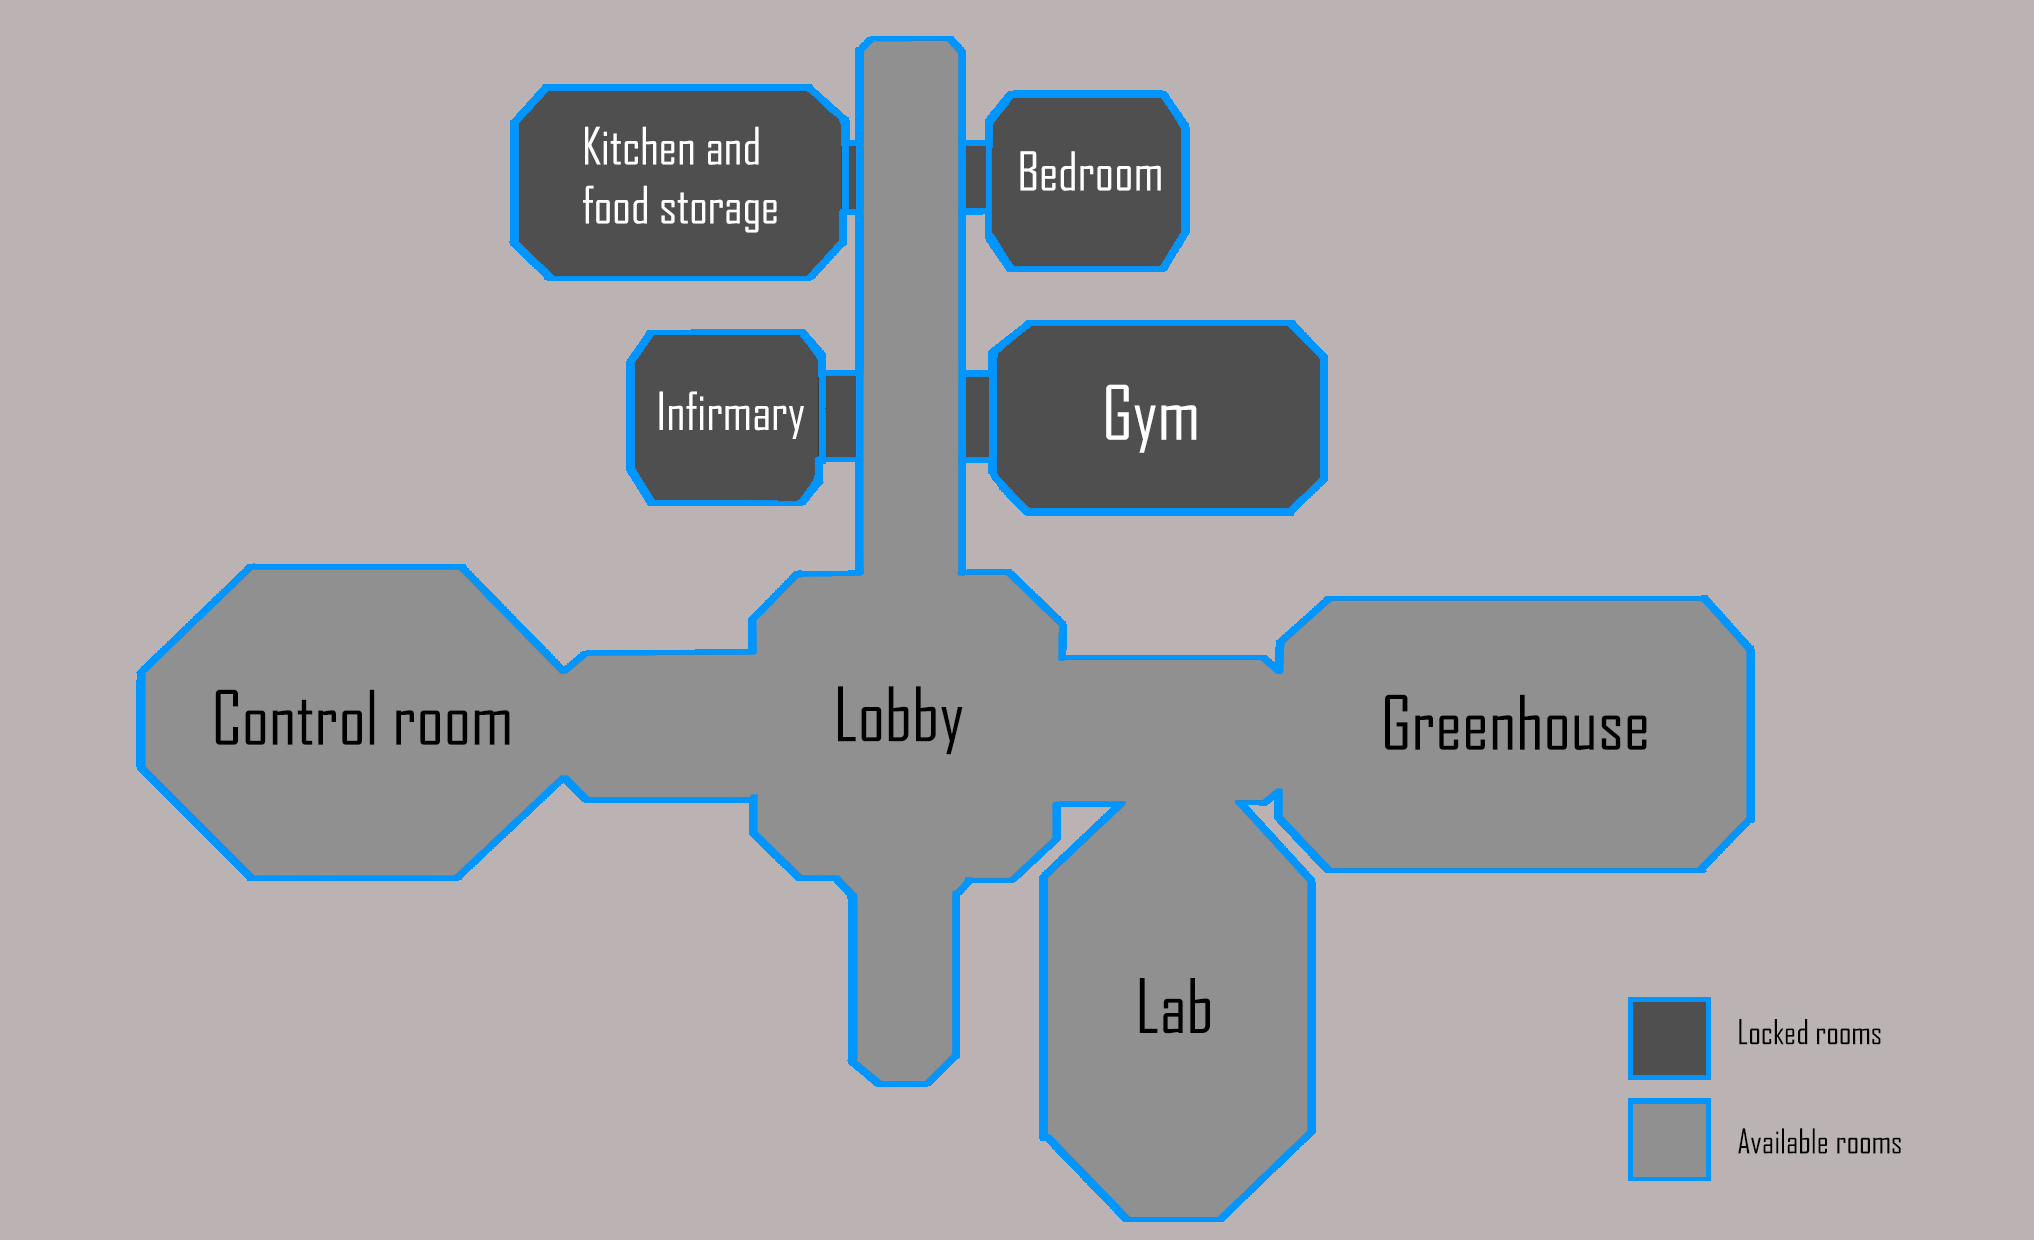 Kitchen and
food storage
Bedroom
Infirmary
Gym
Control room
Lobby
Greenhouse
Lab
Locked rooms
Available rooms